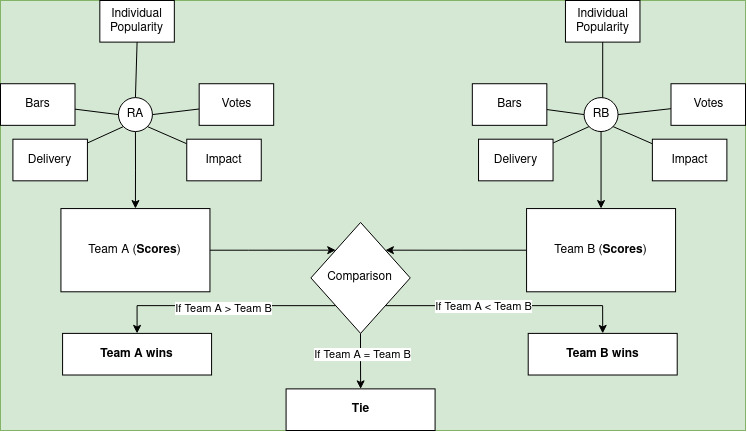 Individual
Popularity
Individual
Popularity
Bars
RA
Votes
Bars
RB
Votes
Delivery
Impact
Delivery
Impact
Team A (Scores)
Team B (Scores)
Comparison
If Team A > Team B
If Team A < Team B
Team A wins
If Team A = Team B
Team B wins
Tie